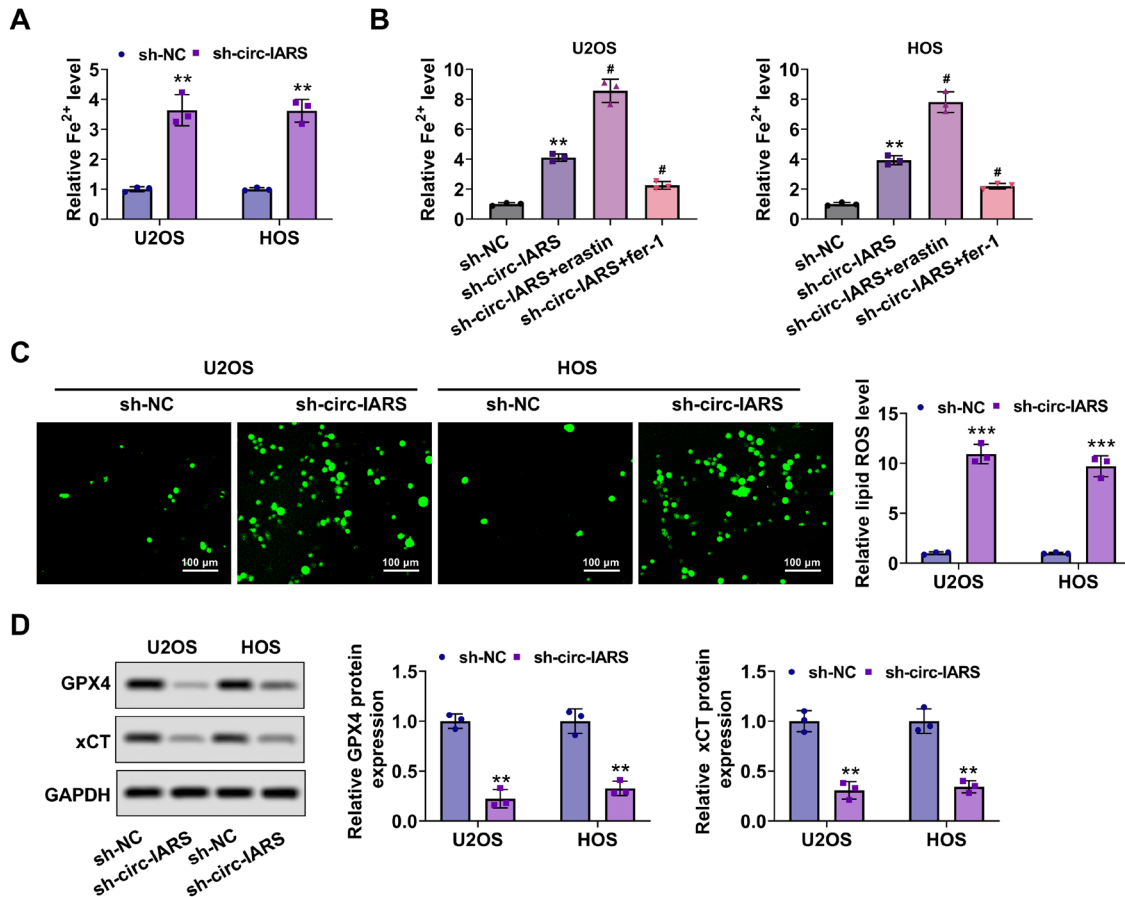 A
sh-NC sh-circ-IARS
Relative Fe2+ level
5
4
3
2
1
0
** **
U2OS HOS
B
U2OS
Relative Fe2+ level
10
8
6
4
2
0
** # #
sh-NC
sh-circ-IARS
sh-circ-IARS+erastin
sh-circ-IARS+fer-1
HOS
Relative Fe2+ level
10
8
6
4
2
0
** # #
sh-NC
sh-circ-IARS
sh-circ-IARS+erastin
sh-circ-IARS+fer-1
C
U2OS HOS
sh-NC sh-circ-IARS sh-NC sh-circ-IARS
100 µm 100 µm 100 µm 100 µm
sh-NC sh-circ-IARS
Relative lipid ROS level
15
10
5
0
*** ***
U2OS HOS
D
U2OS HOS
GPX4
xCT
GAPDH
sh-NC
sh-circ-IARS
sh-NC
sh-circ-IARS
sh-NC sh-circ-IARS
Relative GPX4 protein
expression
1.5
1.0
0.5
0.0
** **
U2OS HOS
sh-NC sh-circ-IARS
Relative xCT protein
expression
1.5
1.0
0.5
0.0
** **
U2OS HOS